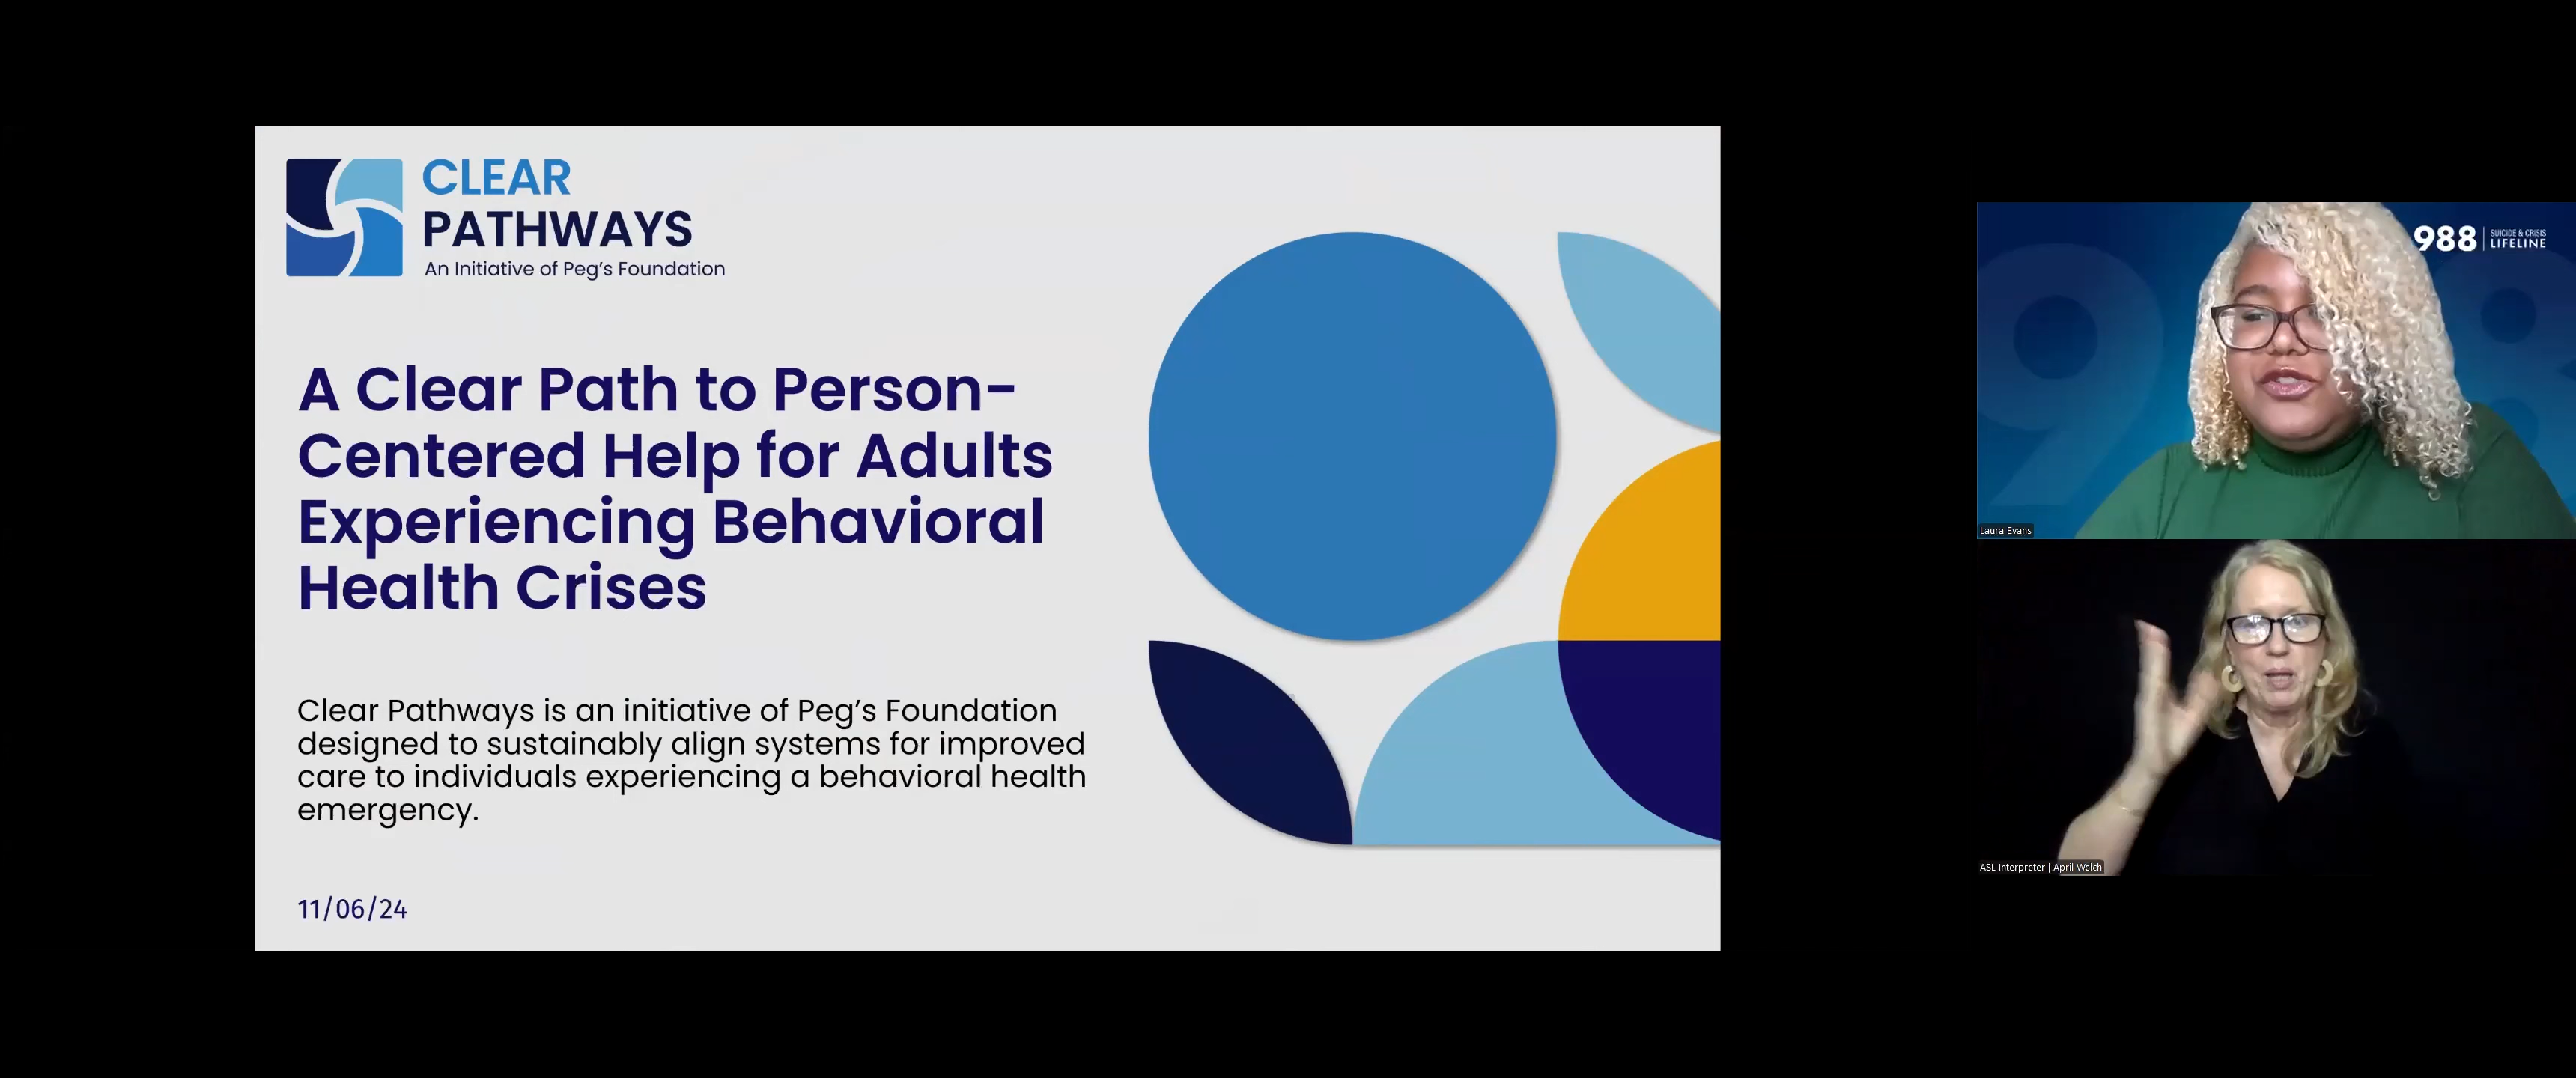 CLEAR
PATHWAYS
An Initiative of Peg's Foundation
A Clear Path to Person-
Centered Help for Adults
Experiencing Behavioral
Health Crises
Clear Pathways is an initiative of Peg's Foundation
designed to sustainably align systems for improved
care to individuals experiencing a behavioral health
emergency.
11/06/24
988 | SUICIDE & CRISIS
LIFELINE
Laura Evans
ASL Interpreter | April Welch